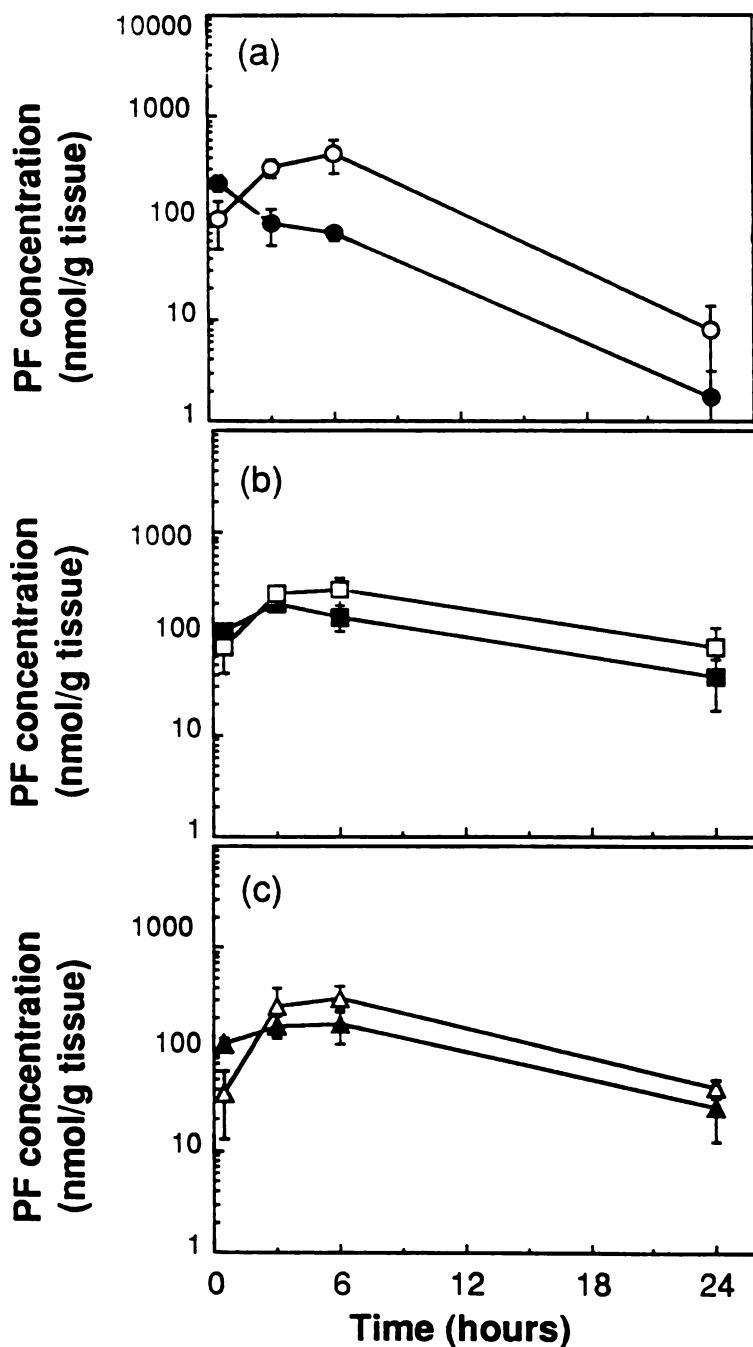 (a)
10000
1000
100
10
1
PF concentration
(nmol/g tissue)
(b)
1000
100
10
1
PF concentration
(nmol/g tissue)
(c)
1000
100
10
1
PF concentration
(nmol/g tissue)
0 6 12 18 24
Time (hours)